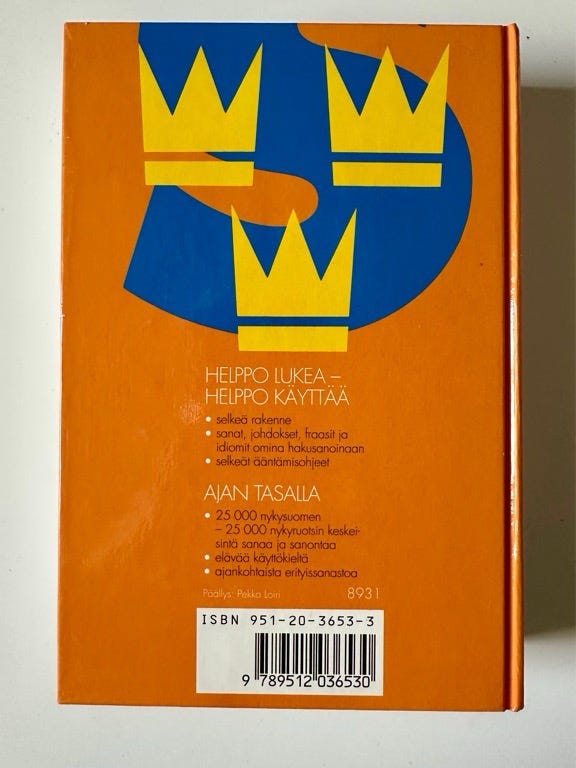 HELPPO LUKEA –
HELPPO KÄYTTÄÄ
• selkeä rakenne
• sanat, johdokset, fraasit ja
idiomit omina hakusanoinaan
• selkeät ääntämisohjeet
AJAN TASALLA
• 25 000 nykysuomen
– 25 000 nykyruotsin keskei-
sintä sanaa ja sanontaa
• elävää käyttökieltä
• ajankohtaista erityissanastoa
Päällys: Pekka Loiri 8931
ISBN 951-20-3653-3
9 789512 036530